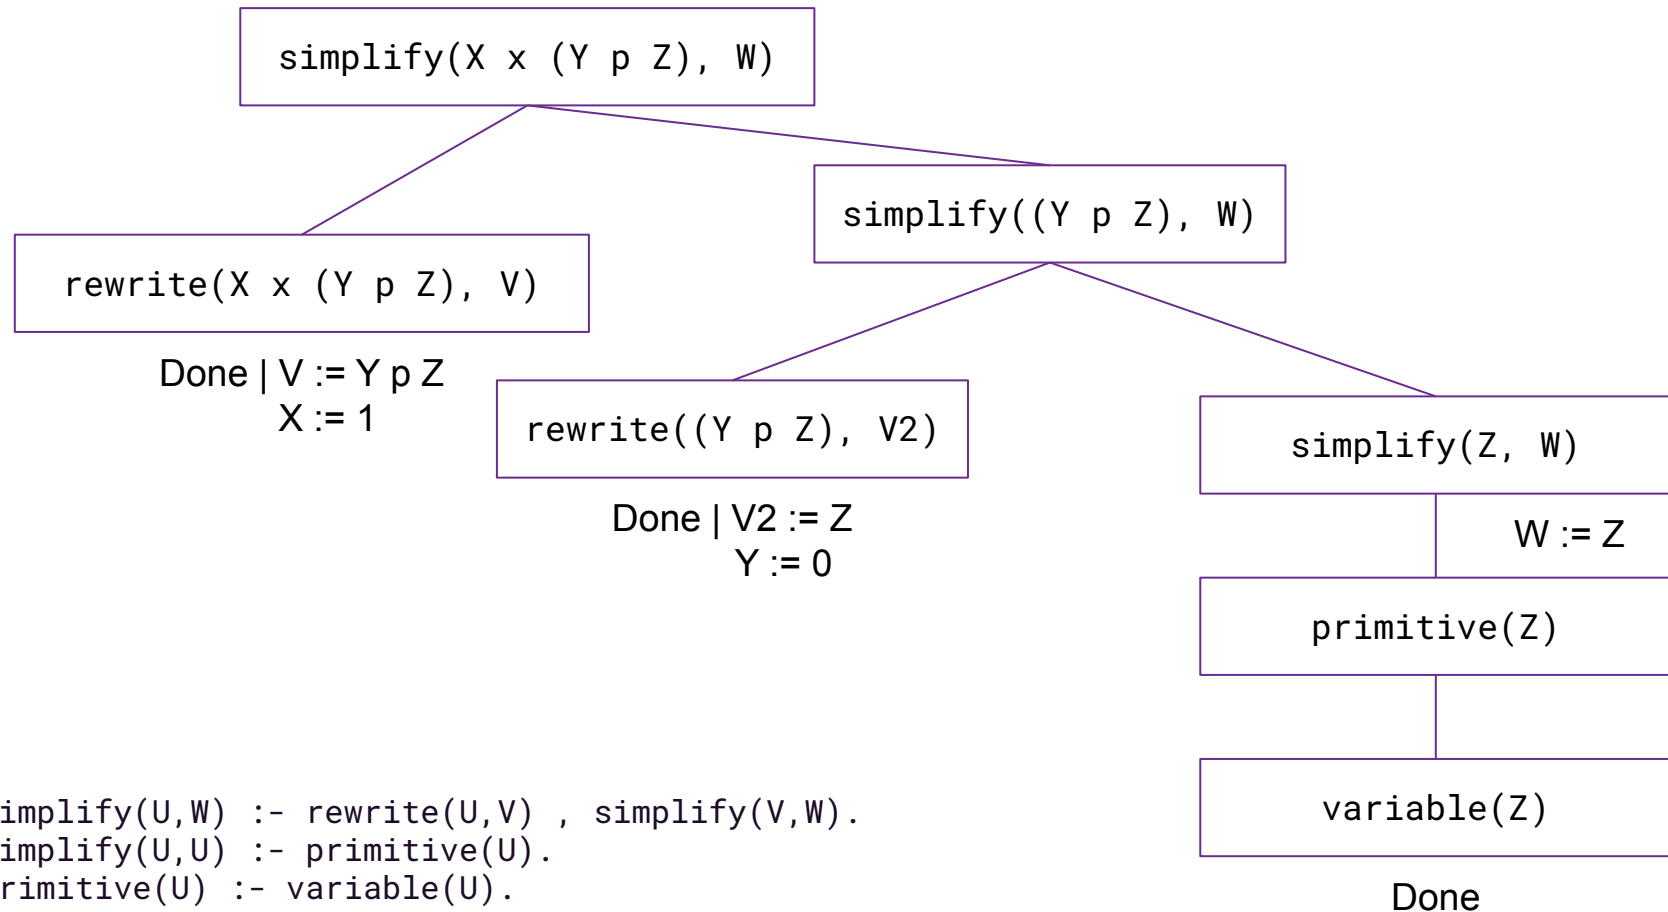 simplify(X x (Y p Z), W)
simplify((Y p Z), W)
rewrite(X x (Y p Z), V)
Done | V := Y p Z
X := 1
rewrite((Y p Z), V2)
Done | V2 := Z
Y := 0
simplify(Z, W)
W := Z
primitive(Z)
variable(Z)
Done
implify(U,W) :- rewrite(U,V) , simplify(V,W).
implify(U,U) :- primitive(U).
rimitive(U) :- variable(U).